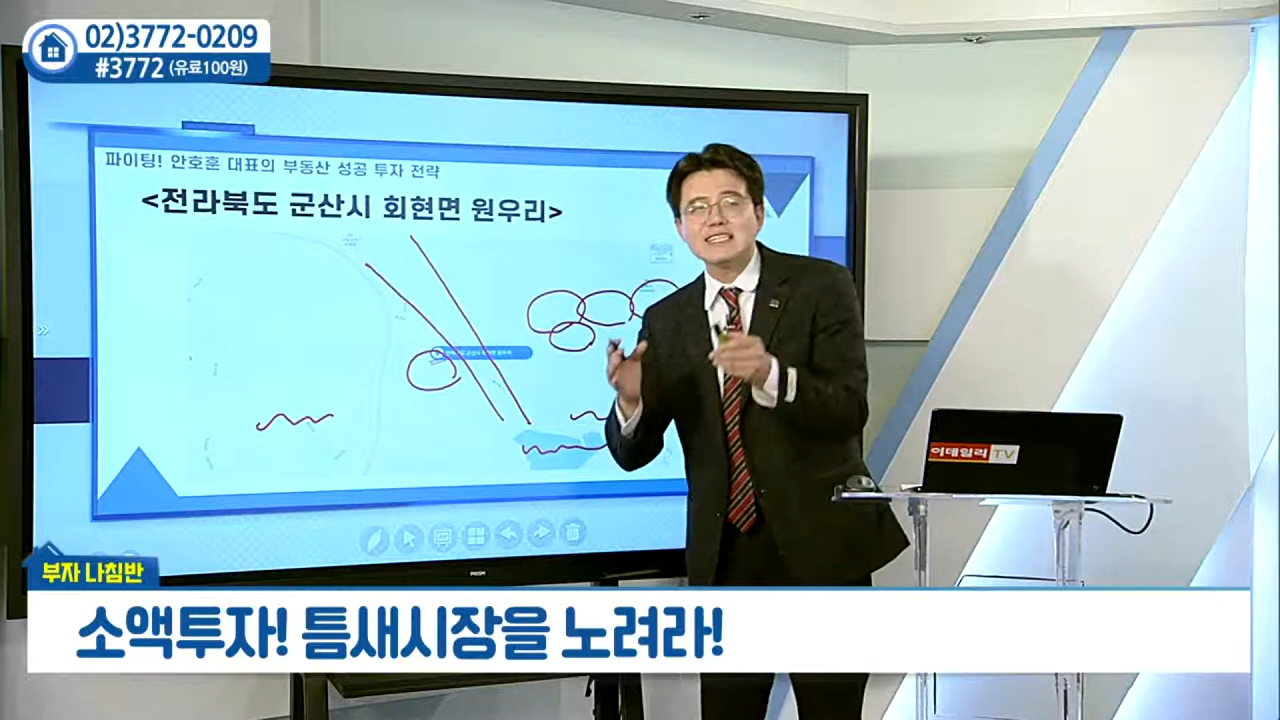 02)3772-0209
#3772 (유료100원)
파이팅! 안호훈 대표의 부동산 성공 투자 전략
<전라북도 군산시 회현면 원우리>
이데일리TV
부자 나침반
소액투자! 틈새시장을 노려라!